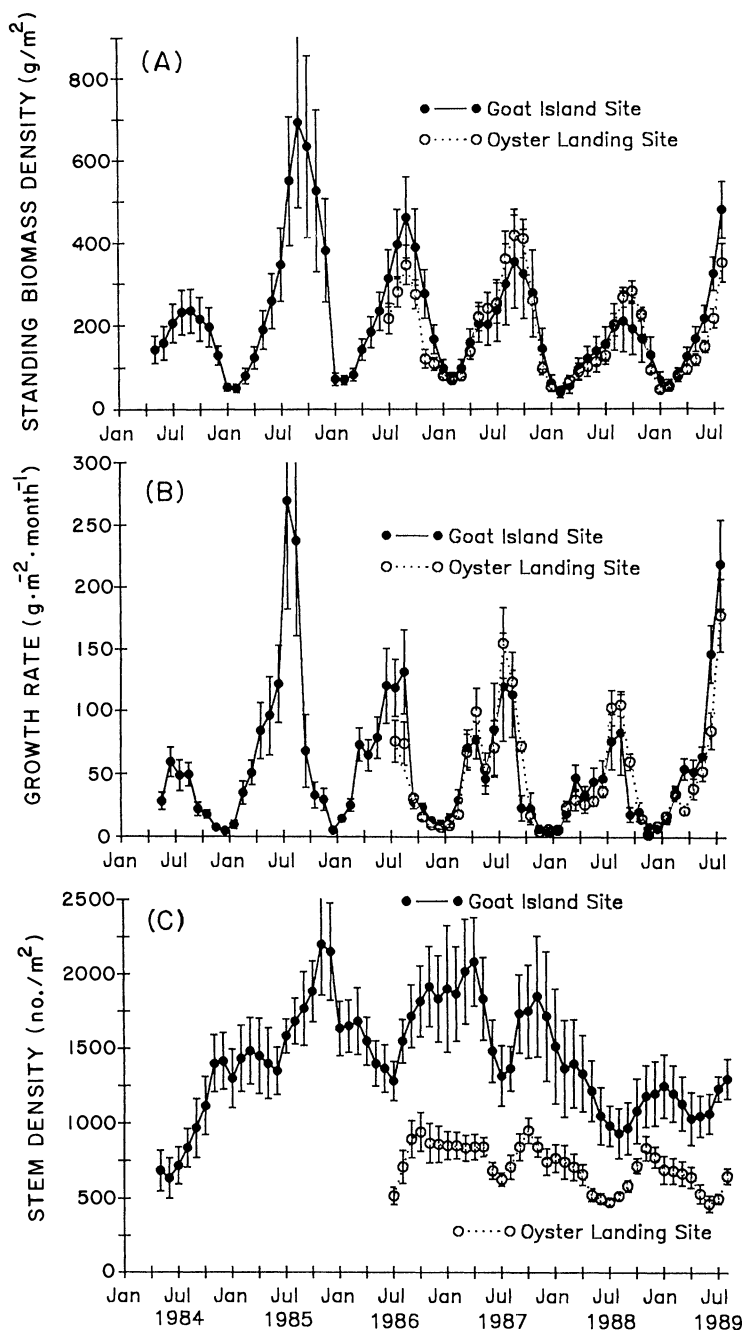 STANDING BIOMASS DENSITY (g/m²)
(A)
800
600
400
200
0
Goat Island Site
Oyster Landing Site
Jan Jul Jan Jul Jan Jul Jan Jul Jan Jul Jan Jul
GROWTH RATE (g·m⁻²·month⁻¹)
(B)
300
250
200
150
100
50
0
Goat Island Site
Oyster Landing Site
Jan Jul Jan Jul Jan Jul Jan Jul Jan Jul Jan Jul
STEM DENSITY (no./m²)
(C)
2500
2000
1500
1000
500
0
Goat Island Site
Oyster Landing Site
Jan Jul Jan Jul Jan Jul Jan Jul Jan Jul Jan Jul
1984 1985 1986 1987 1988 1989